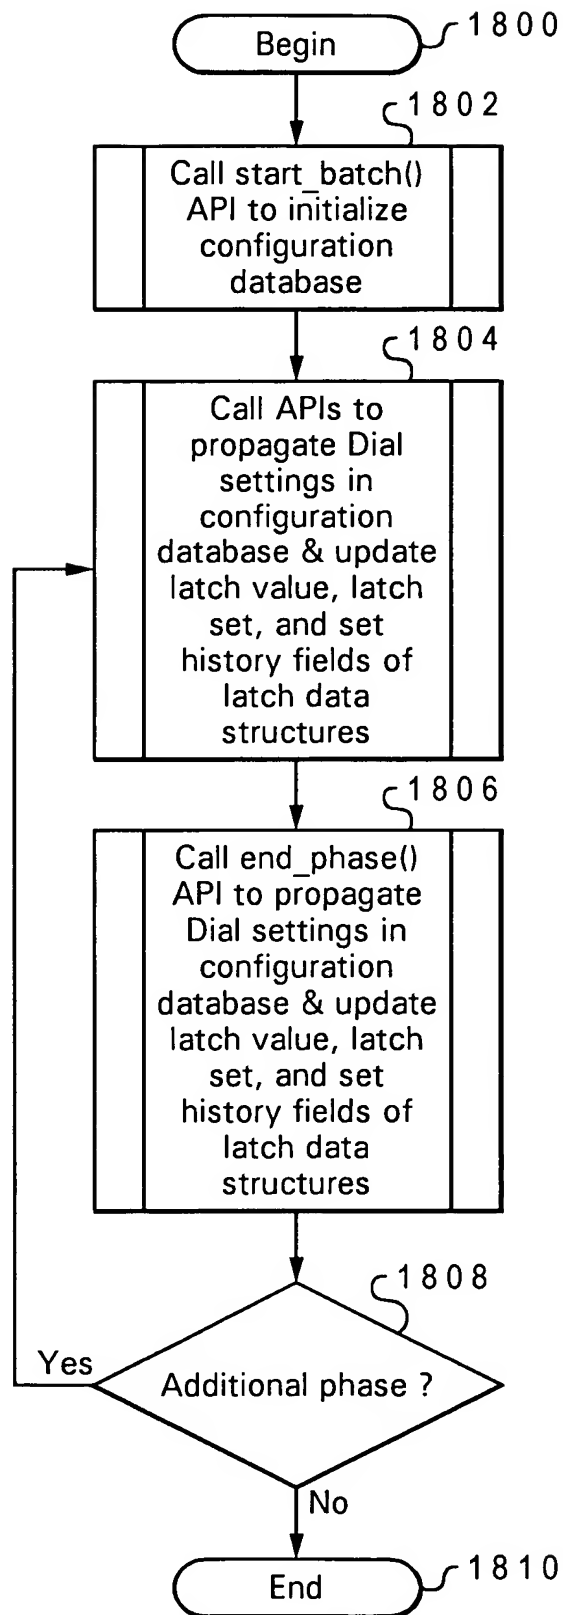 Begin
1800
1802
Call start_batch()
API to initialize
configuration
database
1804
Call APIs to
propagate Dial
settings in
configuration
database & update
latch value, latch
set, and set
history fields of
latch data
structures
1806
Call end_phase()
API to propagate
Dial settings in
configuration
database & update
latch value, latch
set, and set
history fields of
latch data
structures
1808
Yes
Additional phase ?
No
1810
End